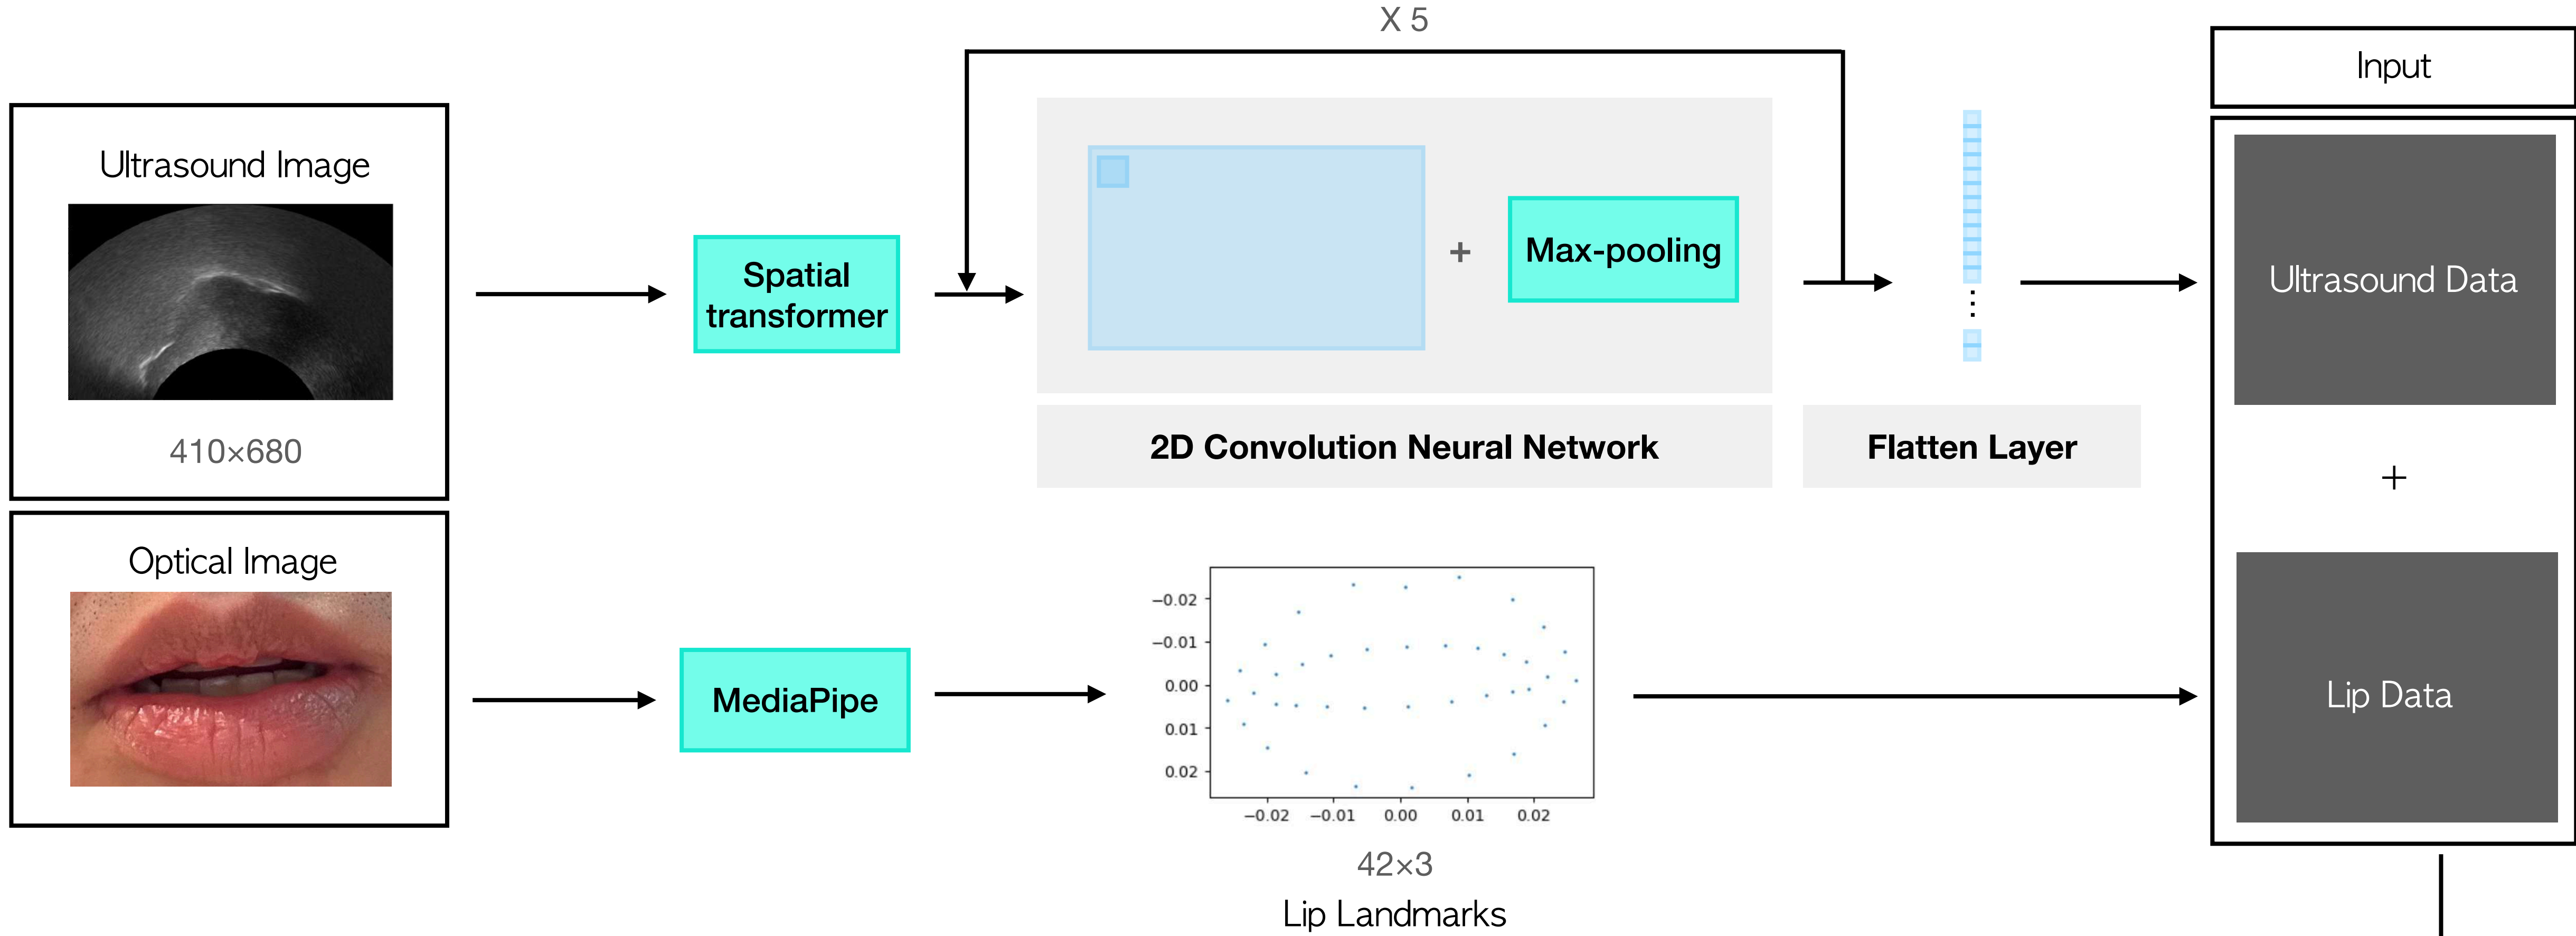 X 5
Input
Ultrasound Image
410×680
Spatial
transformer
+
Max-pooling
2D Convolution Neural Network
Flatten Layer
Ultrasound Data
+
Lip Data
Optical Image
MediaPipe
−0.02
−0.01
0.00
0.01
0.02
−0.02 −0.01 0.00 0.01 0.02
42×3
Lip Landmarks